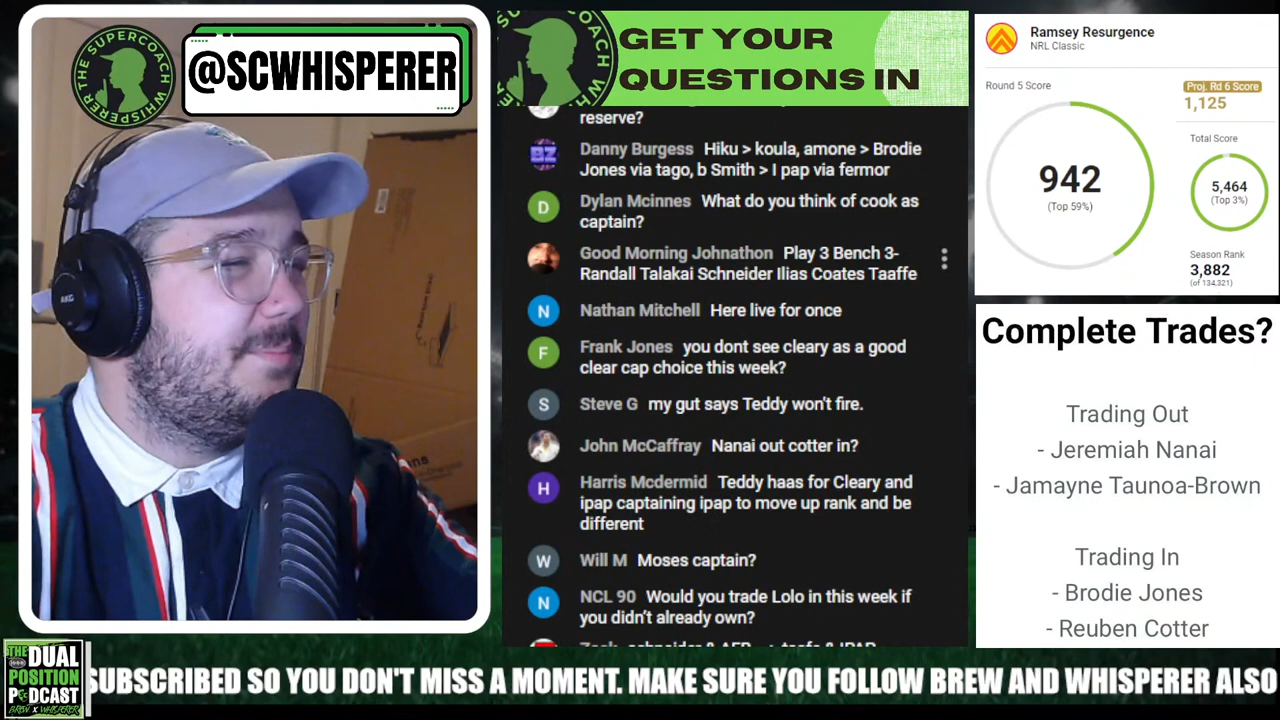 THE SUPERCOACH WHISPERER
@SCWHISPERER
GET YOUR
QUESTIONS IN
reserve?
Danny Burgess Hiku > koula, amone > Brodie
Jones via tago, b Smith > I pap via fermor
Dylan Mcinnes What do you think of cook as
captain?
Good Morning Johnathon Play 3 Bench 3-
Randall Talakai Schneider Ilias Coates Taaffe
Nathan Mitchell Here live for once
Frank Jones you dont see cleary as a good
clear cap choice this week?
Steve G my gut says Teddy won't fire.
John McCaffray Nanai out cotter in?
Harris Mcdermid Teddy haas for Cleary and
ipap captaining ipap to move up rank and be
different
Will M Moses captain?
NCL 90 Would you trade Lolo in this week if
you didn't already own?
Ramsey Resurgence
NRL Classic
Round 5 Score
942
(Top 59%)
Proj. Rd 6 Score
1,125
Total Score
5,464
(Top 3%)
Season Rank
3,882
(of 134,321)
Complete Trades?
Trading Out
- Jeremiah Nanai
- Jamayne Taunoa-Brown
Trading In
- Brodie Jones
- Reuben Cotter
AKG
THE
DUAL
POSITION
PODCAST
BREW X WHISPERER
SUBSCRIBED SO YOU DON'T MISS A MOMENT. MAKE SURE YOU FOLLOW BREW AND WHISPERER ALSO